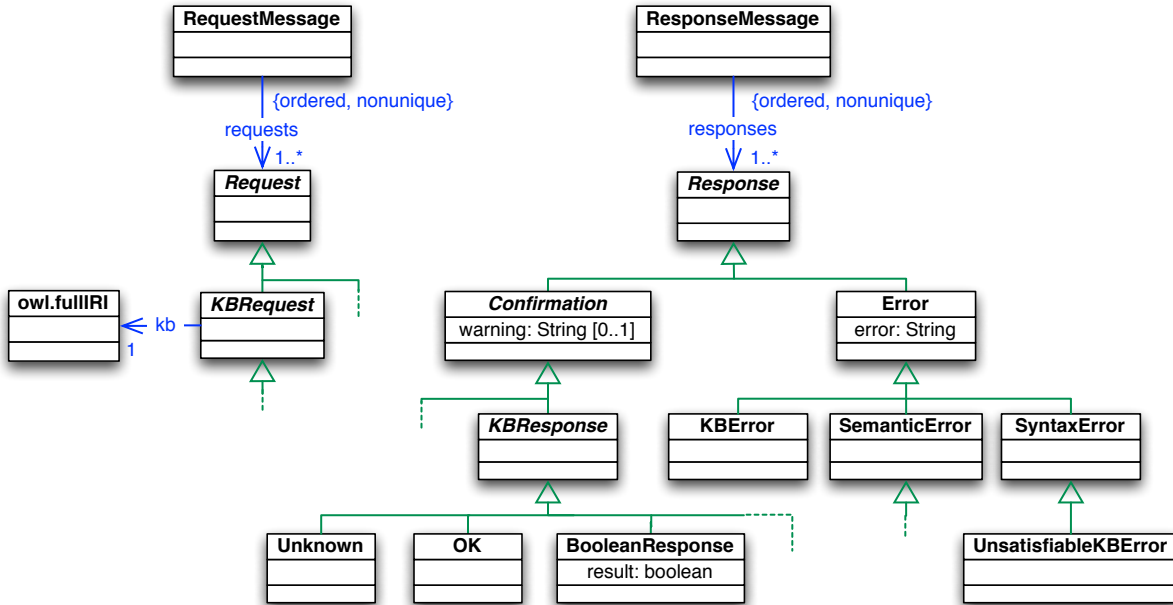 RequestMessage
ResponseMessage
{ordered, nonunique}
{ordered, nonunique}
requests
responses
1..*
1..*
Request
Response
owl.fullIRI
KBRequest
Confirmation
Error
kb
warning: String [0..1]
error: String
1
KBResponse
KBError
SemanticError
SyntaxError
Unknown
OK
BooleanResponse
UnsatisfiableKBError
result: boolean